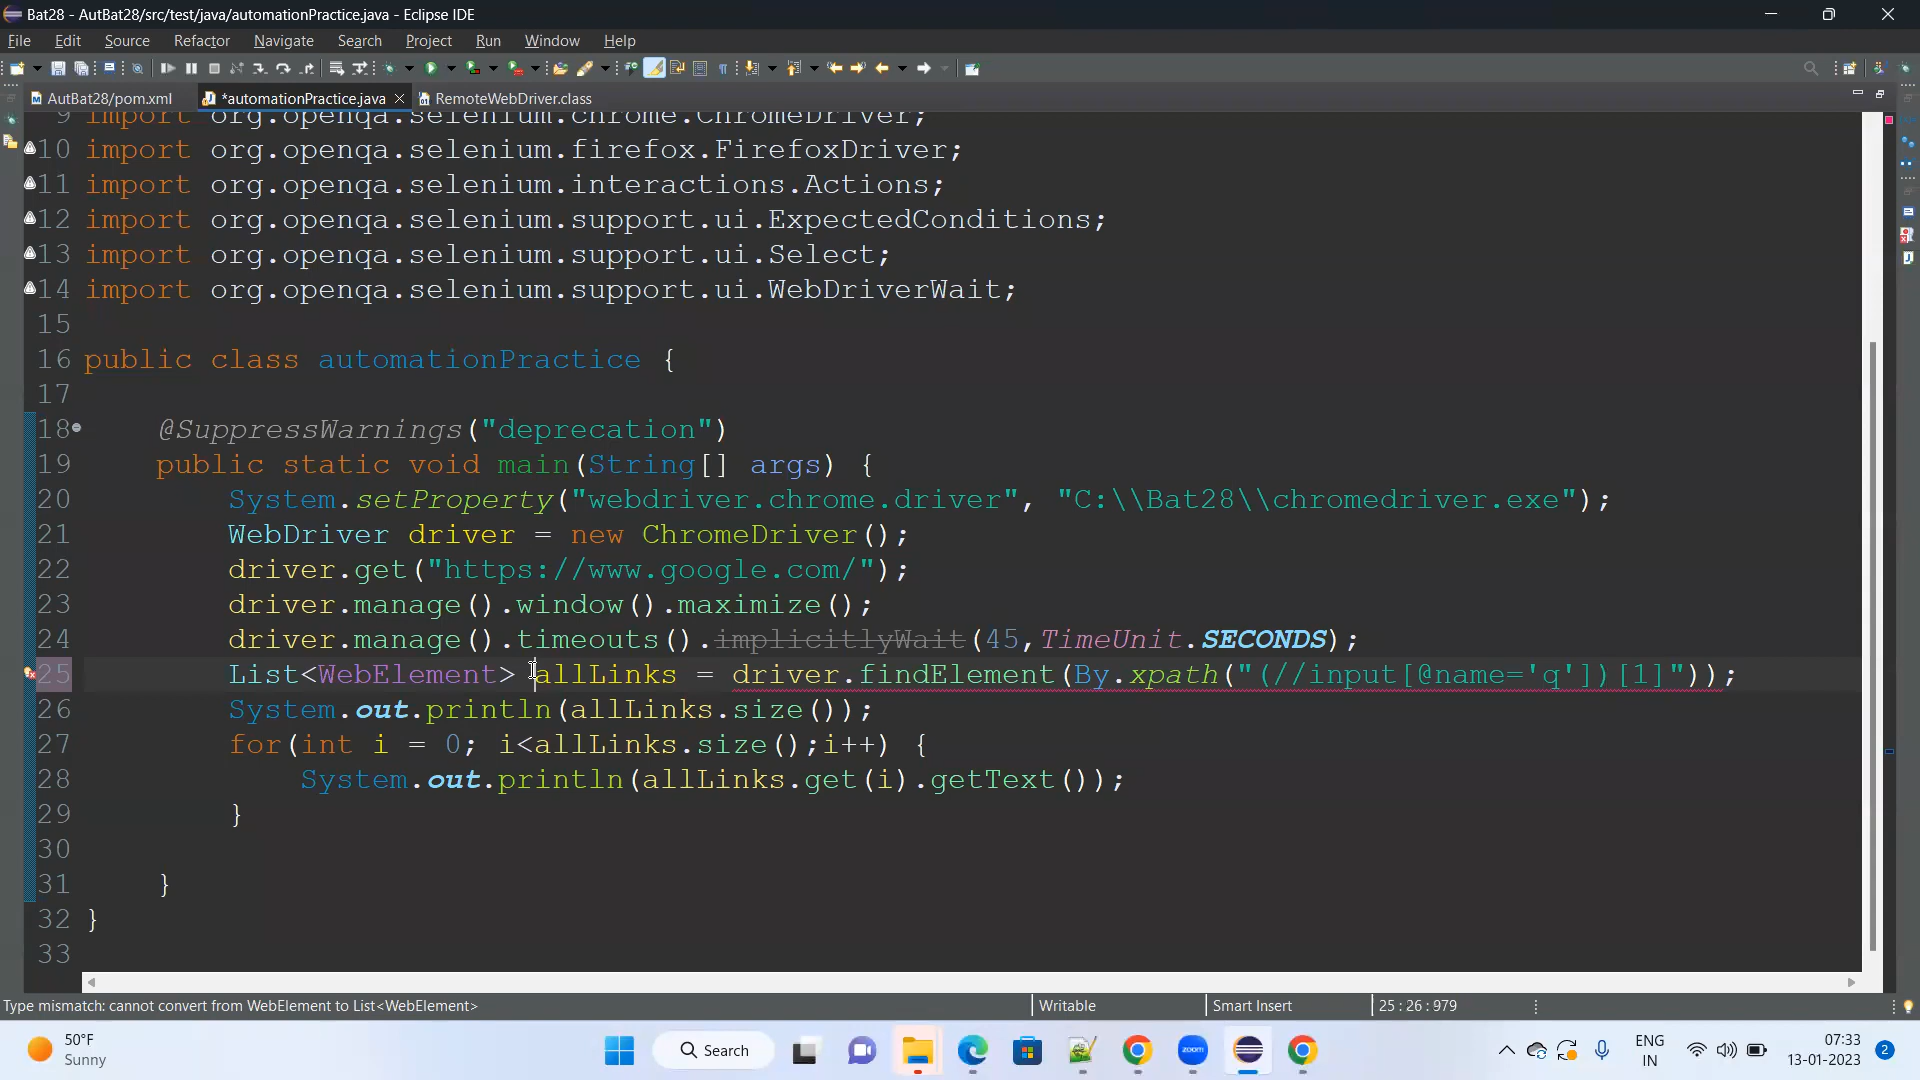 Bat28 - AutBat28/src/test/java/automationPractice.java - Eclipse IDE
File Edit Source Refactor Navigate Search Project Run Window Help
AutBat28/pom.xml *automationPractice.java RemoteWebDriver.class
9 import org.openqa.selenium.chrome.ChromeDriver;
10 import org.openqa.selenium.firefox.FirefoxDriver;
11 import org.openqa.selenium.interactions.Actions;
12 import org.openqa.selenium.support.ui.ExpectedConditions;
13 import org.openqa.selenium.support.ui.Select;
14 import org.openqa.selenium.support.ui.WebDriverWait;
15
16 public class automationPractice {
17
18 @SuppressWarnings("deprecation")
19 public static void main(String[] args) {
20 System.setProperty("webdriver.chrome.driver", "C:\\Bat28\\chromedriver.exe");
21 WebDriver driver = new ChromeDriver();
22 driver.get("https://www.google.com/");
23 driver.manage().window().maximize();
24 driver.manage().timeouts().implicitlyWait(45,TimeUnit.SECONDS);
25 List<WebElement> allLinks = driver.findElement(By.xpath("(//input[@name='q'])[1]"));
26 System.out.println(allLinks.size());
27 for(int i = 0; i<allLinks.size();i++) {
28 System.out.println(allLinks.get(i).getText());
29 }
30
31 }
32 }
33
Type mismatch: cannot convert from WebElement to List<WebElement> Writable Smart Insert 25 : 26 : 979
50°F
Sunny
Search
zoom
ENG
IN
07:33
13-01-2023
2